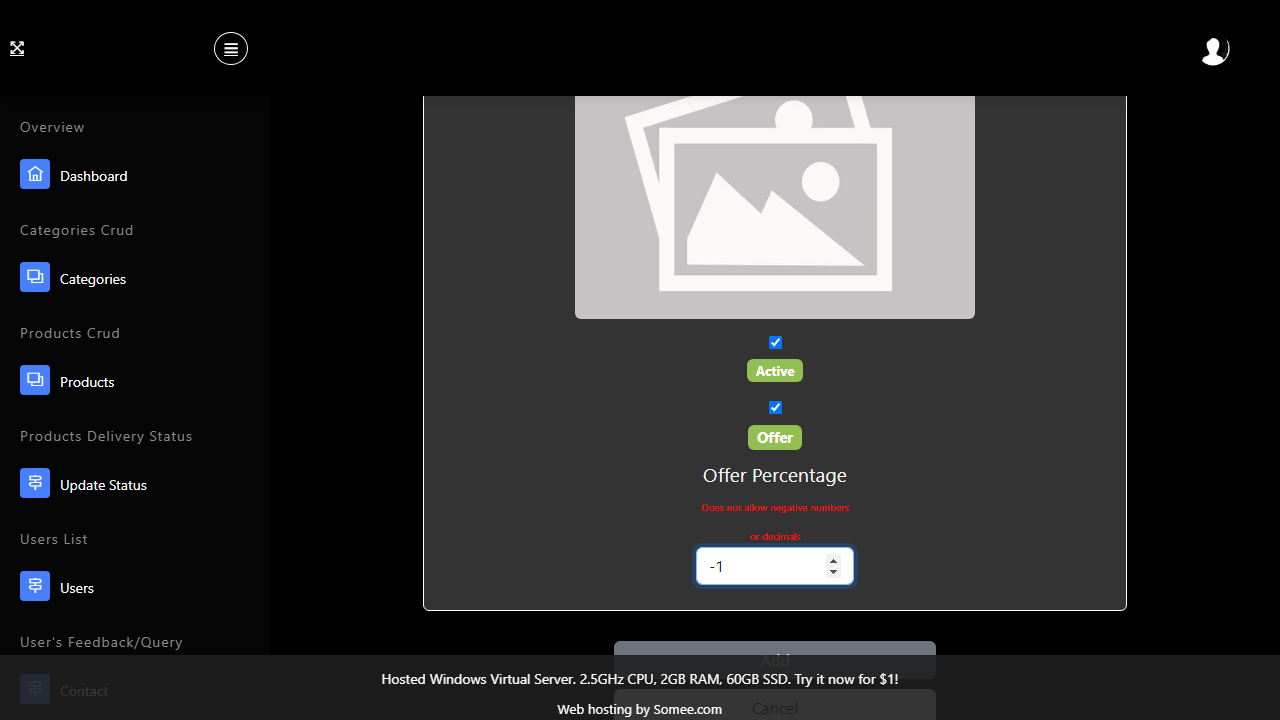 Overview
Dashboard
Categories Crud
Categories
Products Crud
Products
Products Delivery Status
Update Status
Users List
Users
User's Feedback/Query
Contact
Active
Offer
Offer Percentage
Does not allow negative numbers
or decimals
-1
Add
Cancel
Hosted Windows Virtual Server. 2.5GHz CPU, 2GB RAM, 60GB SSD. Try it now for $1!
Web hosting by Somee.com